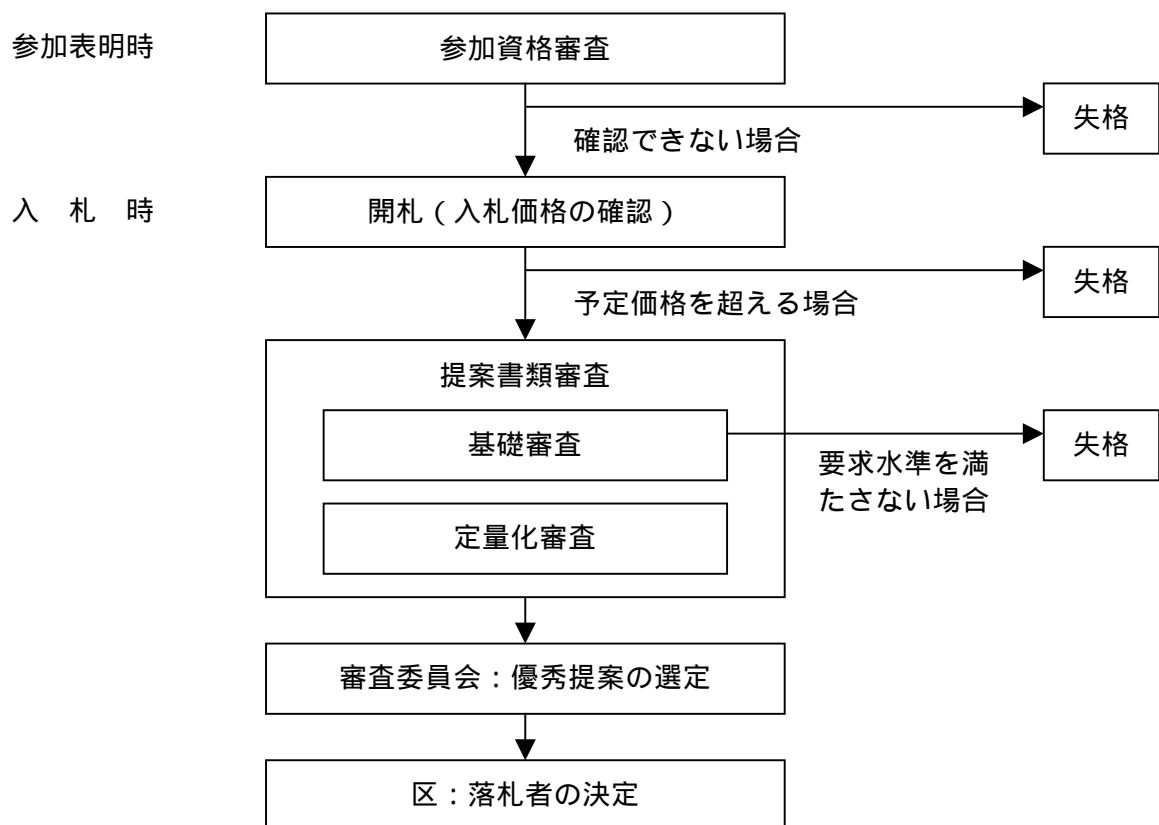 参加表明時
参加資格審査
失格
確認できない場合
入 札 時
開札(入札価格の確認)
失格
予定価格を超える場合
提案書類審査
基礎審査
失格
要求水準を満
たさない場合
定量化審査
審査委員会:優秀提案の選定
区:落札者の決定